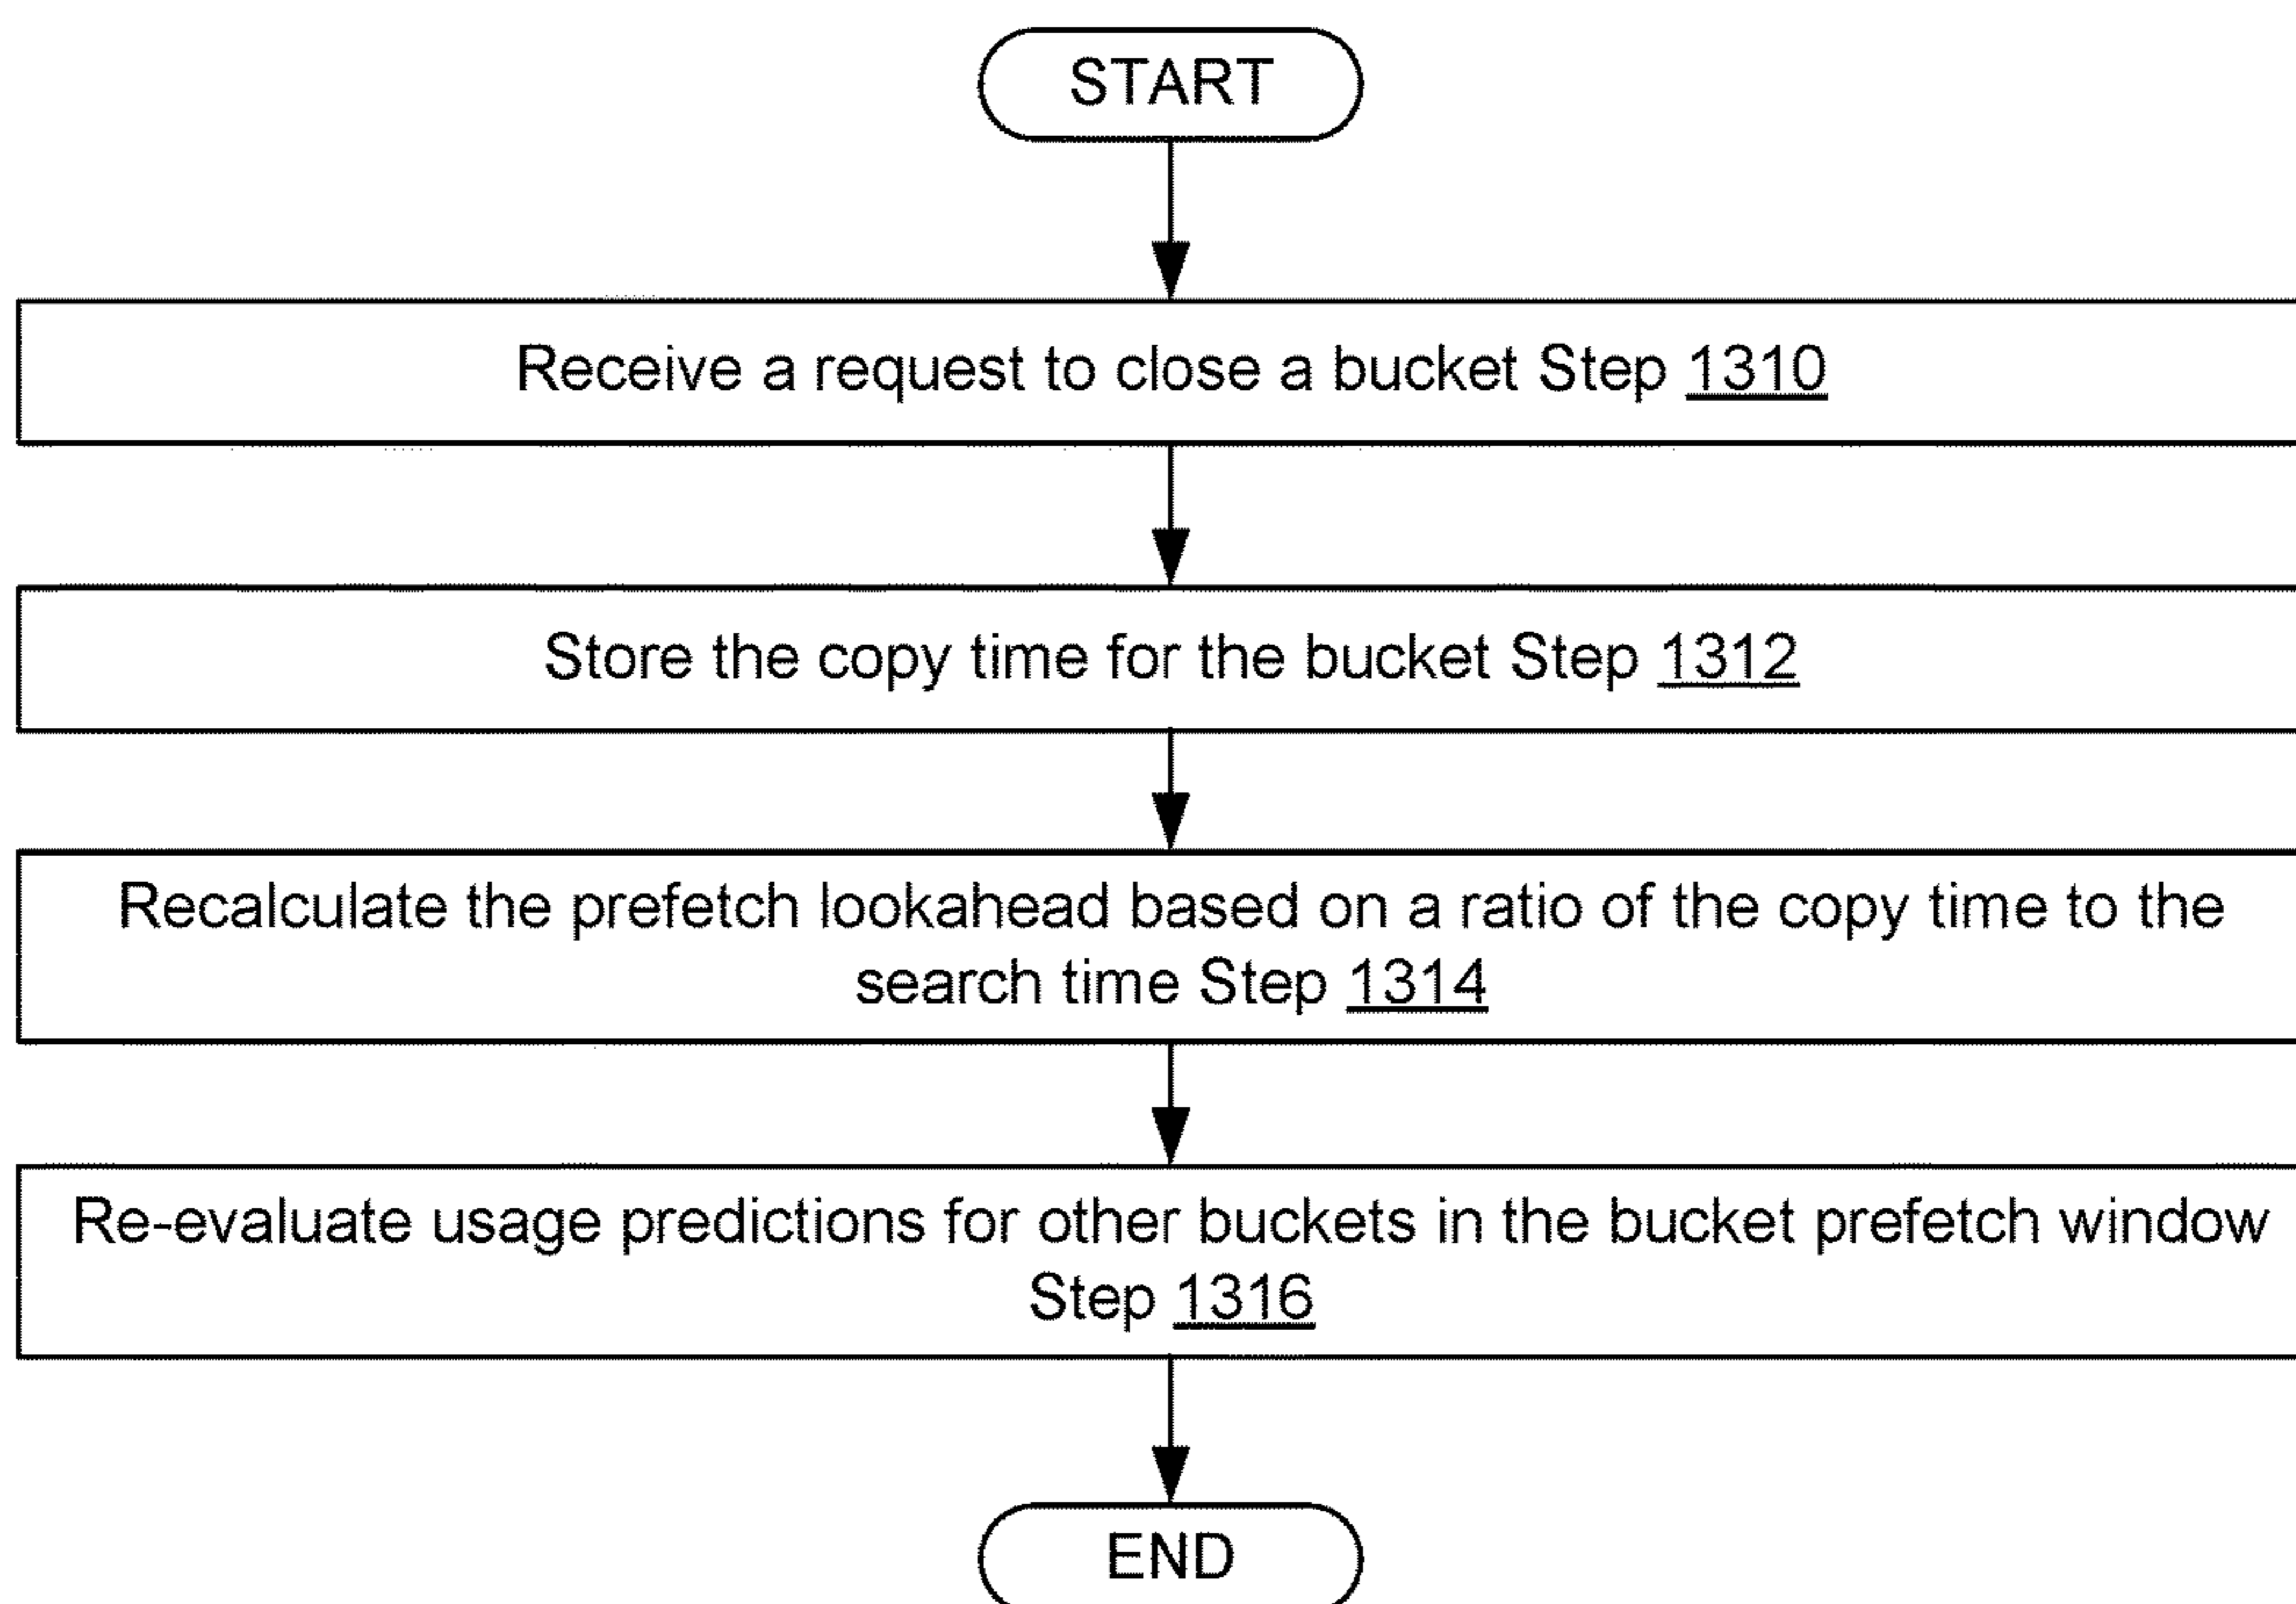 START
Receive a request to close a bucket Step 1310
Store the copy time for the bucket Step 1312
Recalculate the prefetch lookahead based on a ratio of the copy time to the
search time Step 1314
Re-evaluate usage predictions for other buckets in the bucket prefetch window
Step 1316
END